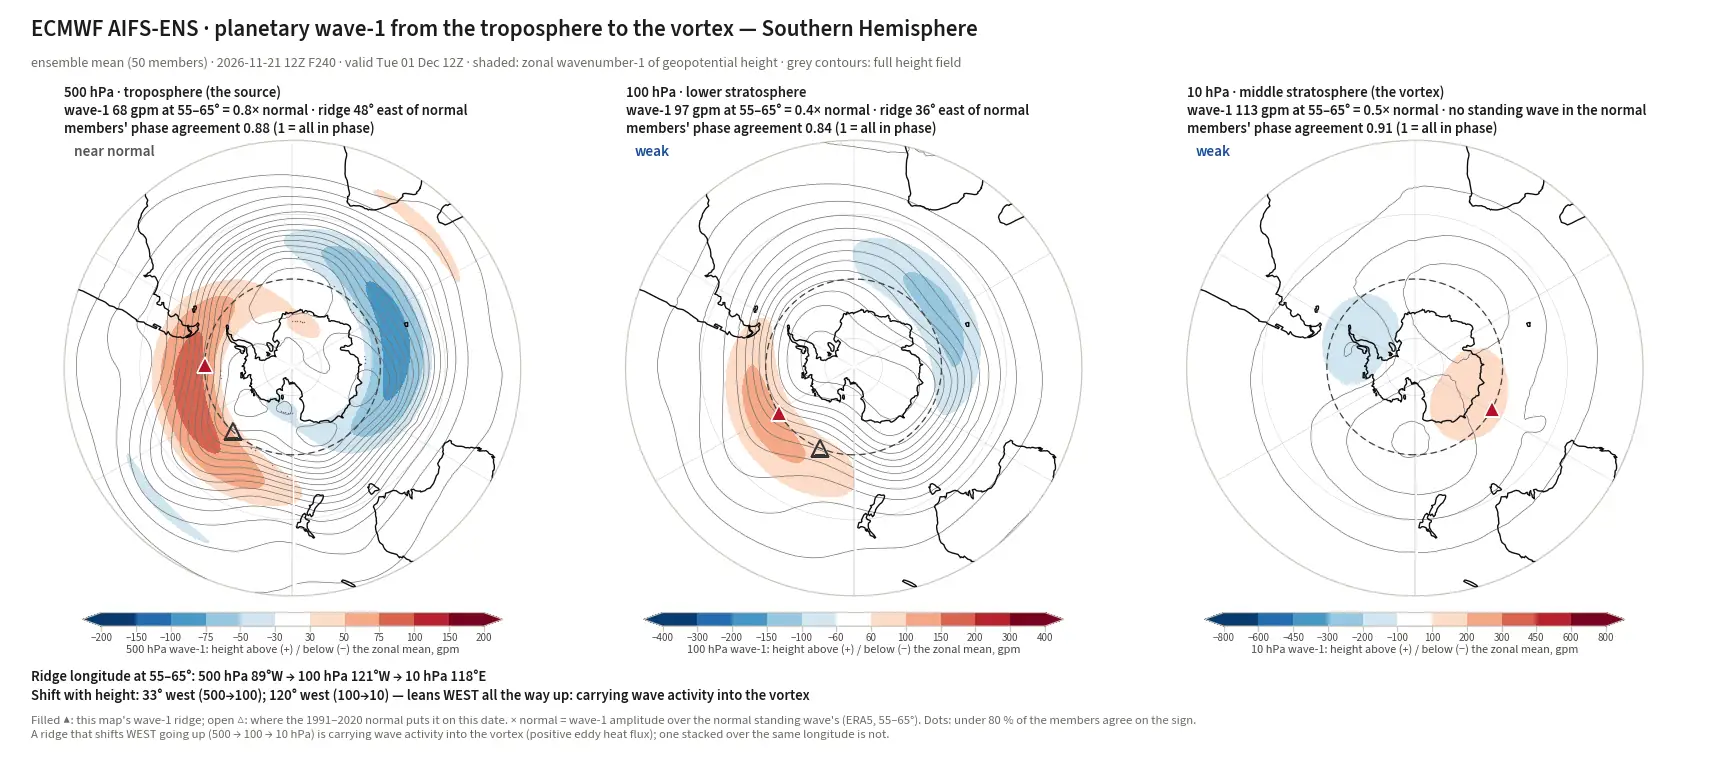 ECMWF AIFS-ENS · planetary wave-1 from the troposphere to the vortex — Southern Hemisphere
ensemble mean (50 members) · 2026-11-21 12Z F240 · valid Tue 01 Dec 12Z · shaded: zonal wavenumber-1 of geopotential height · grey contours: full height field
500 hPa · troposphere (the source)
wave-1 68 gpm at 55–65° = 0.8× normal · ridge 48° east of normal
members' phase agreement 0.88 (1 = all in phase)
near normal
100 hPa · lower stratosphere
wave-1 97 gpm at 55–65° = 0.4× normal · ridge 36° east of normal
members' phase agreement 0.84 (1 = all in phase)
weak
10 hPa · middle stratosphere (the vortex)
wave-1 113 gpm at 55–65° = 0.5× normal · no standing wave in the normal
members' phase agreement 0.91 (1 = all in phase)
weak
−200 −150 −100 −75 −50 −30 30 50 75 100 150 200
500 hPa wave-1: height above (+) / below (−) the zonal mean, gpm
−400 −300 −200 −150 −100 −60 60 100 150 200 300 400
100 hPa wave-1: height above (+) / below (−) the zonal mean, gpm
−800 −600 −450 −300 −200 −100 100 200 300 450 600 800
10 hPa wave-1: height above (+) / below (−) the zonal mean, gpm
Ridge longitude at 55–65°: 500 hPa 89°W → 100 hPa 121°W → 10 hPa 118°E
Shift with height: 33° west (500→100); 120° west (100→10) — leans WEST all the way up: carrying wave activity into the vortex
Filled ▲: this map's wave-1 ridge; open △: where the 1991–2020 normal puts it on this date. × normal = wave-1 amplitude over the normal standing wave's (ERA5, 55–65°). Dots: under 80 % of the members agree on the sign.
A ridge that shifts WEST going up (500 → 100 → 10 hPa) is carrying wave activity into the vortex (positive eddy heat flux); one stacked over the same longitude is not.